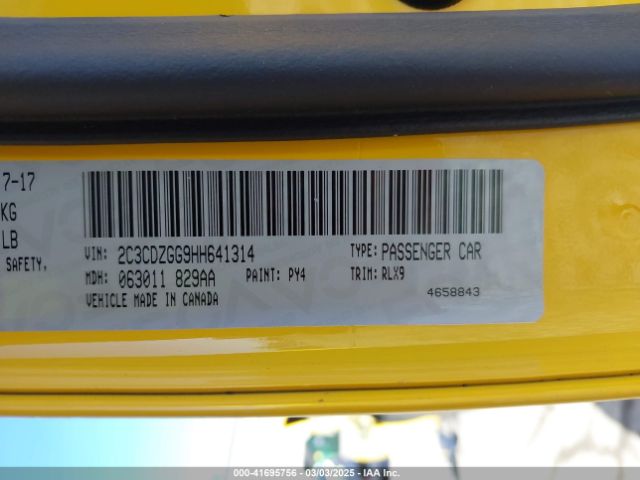 7-17
KG
LB
SAFETY,
VIN: 2C3CDZGG9HH641314 TYPE: PASSENGER CAR
MDH: 063011 829AA PAINT: PY4 TRIM: RLX9
VEHICLE MADE IN CANADA 4658843
000-41695756 - 03/03/2025 - IAA Inc.